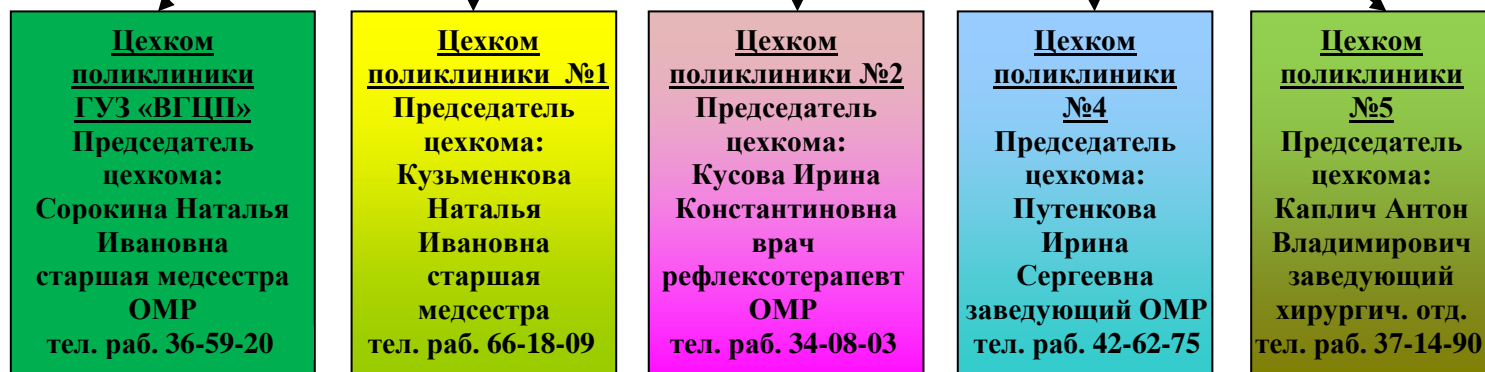 Цехком
поликлиники
ГУЗ «ВГЦП»
Председатель
цехкома:
Сорокина Наталья
Ивановна
старшая медсестра
ОМР
тел. раб. 36-59-20
Цехком
поликлиники №1
Председатель
цехкома:
Кузьменкова
Наталья
Ивановна
старшая
медсестра
тел. раб. 66-18-09
Цехком
поликлиники №2
Председатель
цехкома:
Кусова Ирина
Константиновна
врач
рефлексотерапевт
ОМР
тел. раб. 34-08-03
Цехком
поликлиники
№4
Председатель
цехкома:
Путенкова
Ирина
Сергеевна
заведующий ОМР
тел. раб. 42-62-75
Цехком
поликлиники
№5
Председатель
цехкома:
Каплич Антон
Владимирович
заведующий
хирургич. отд.
тел. раб. 37-14-90